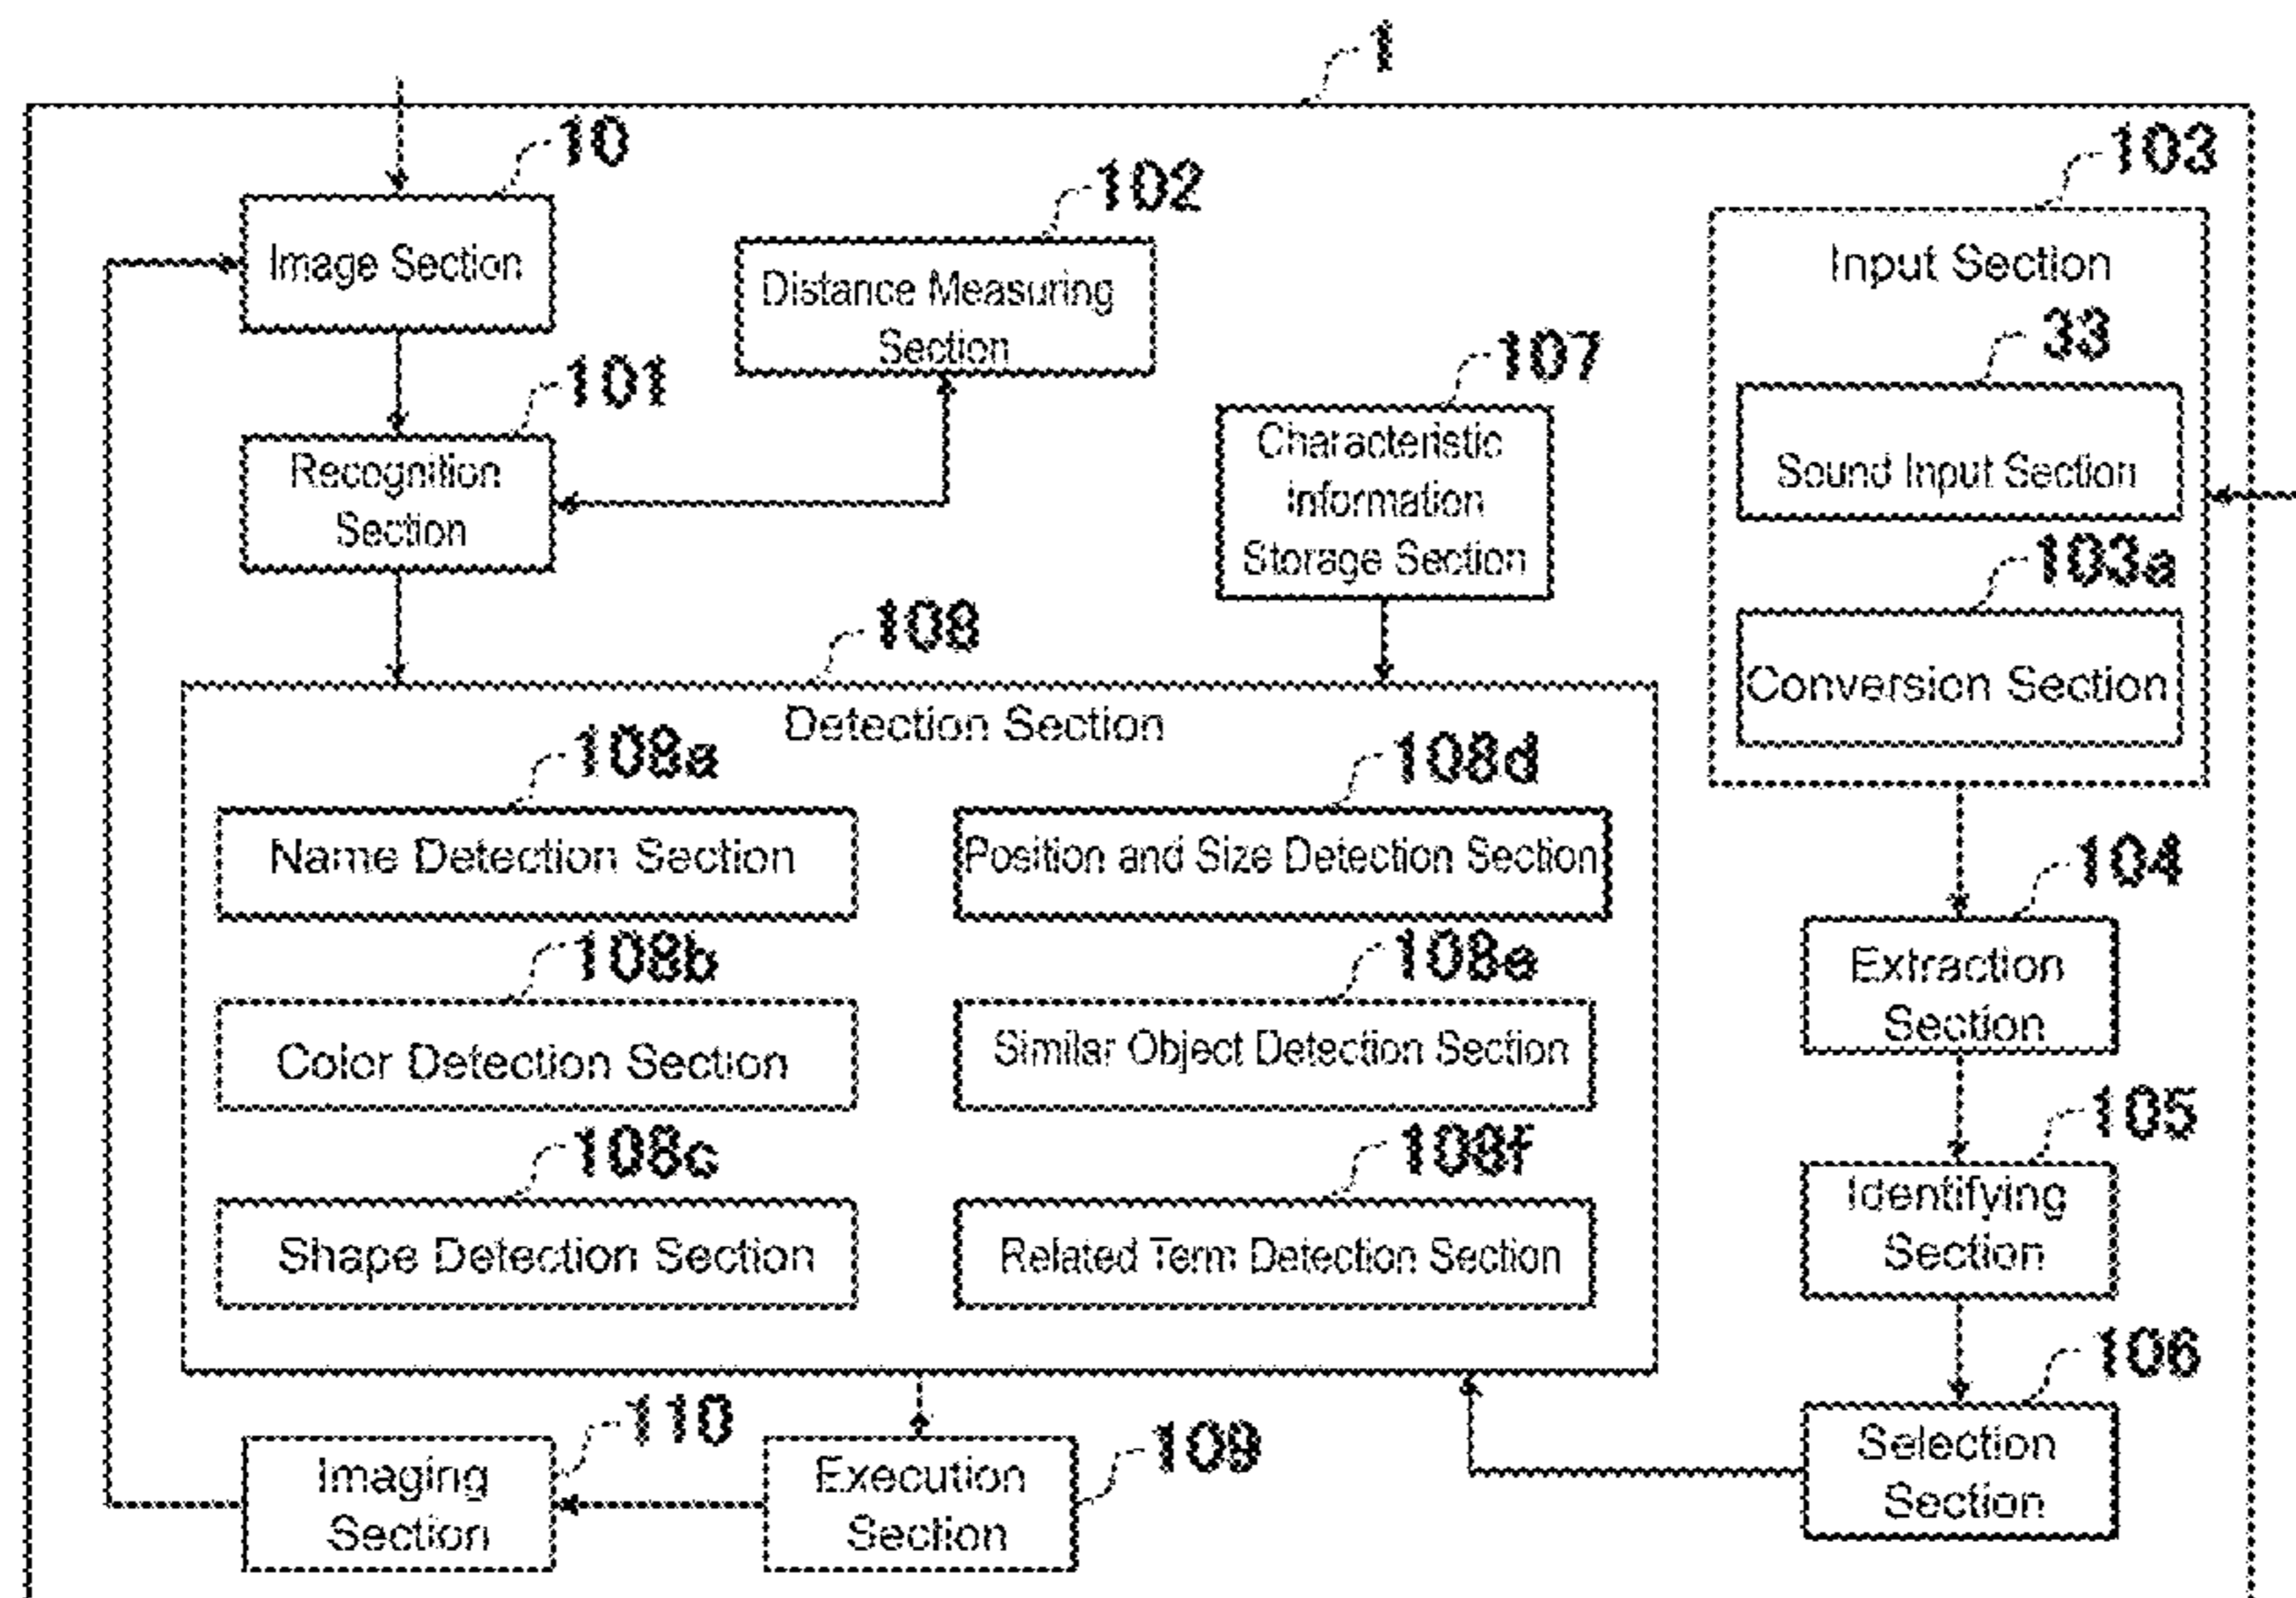 1
10
Image Section
102
Distance Measuring
Section
103
Input Section
33
Sound Input Section
103a
Conversion Section
101
Recognition
Section
107
Characteristic
Information
Storage Section
108
Detection Section
108a
Name Detection Section
108d
Position and Size Detection Section
108b
Color Detection Section
108e
Similar Object Detection Section
108c
Shape Detection Section
108f
Related Term Detection Section
104
Extraction
Section
105
Identifying
Section
106
Selection
Section
110
Imaging
Section
109
Execution
Section